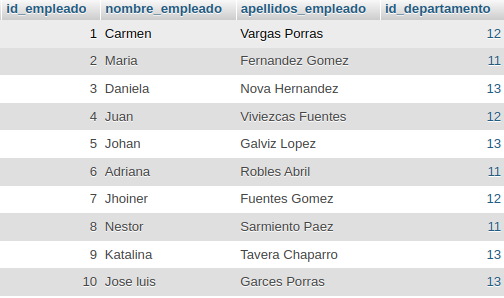 id_empleado nombre_empleado apellidos_empleado id_departamento
1 Carmen Vargas Porras 12
2 Maria Fernandez Gomez 11
3 Daniela Nova Hernandez 13
4 Juan Viviezcas Fuentes 12
5 Johan Galviz Lopez 13
6 Adriana Robles Abril 11
7 Jhoiner Fuentes Gomez 12
8 Nestor Sarmiento Paez 11
9 Katalina Tavera Chaparro 13
10 Jose luis Garces Porras 13